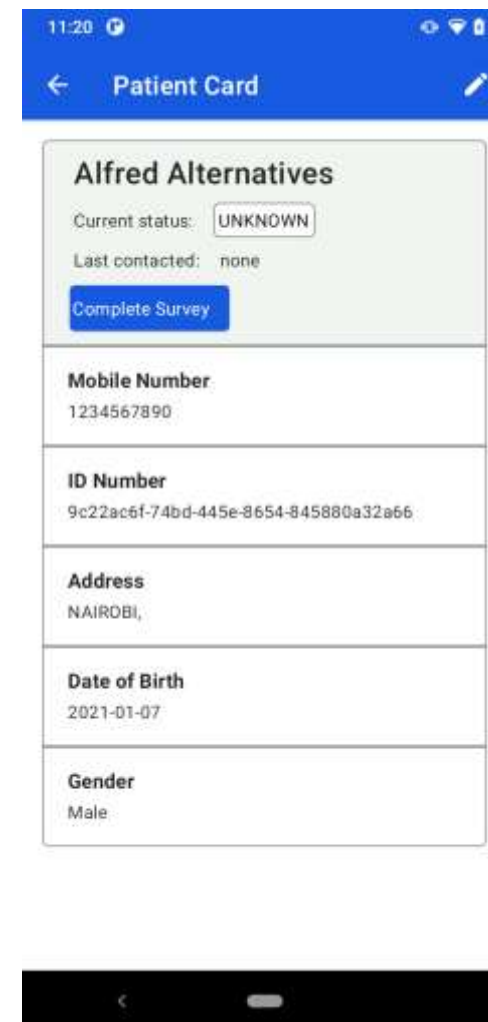 11:20
Patient Card
Alfred Alternatives
Current status: UNKNOWN
Last contacted: none
Complete Survey
Mobile Number
1234567890
ID Number
9c22ac6f-74bd-445e-8654-845880a32a66
Address
NAIROBI,
Date of Birth
2021-01-07
Gender
Male